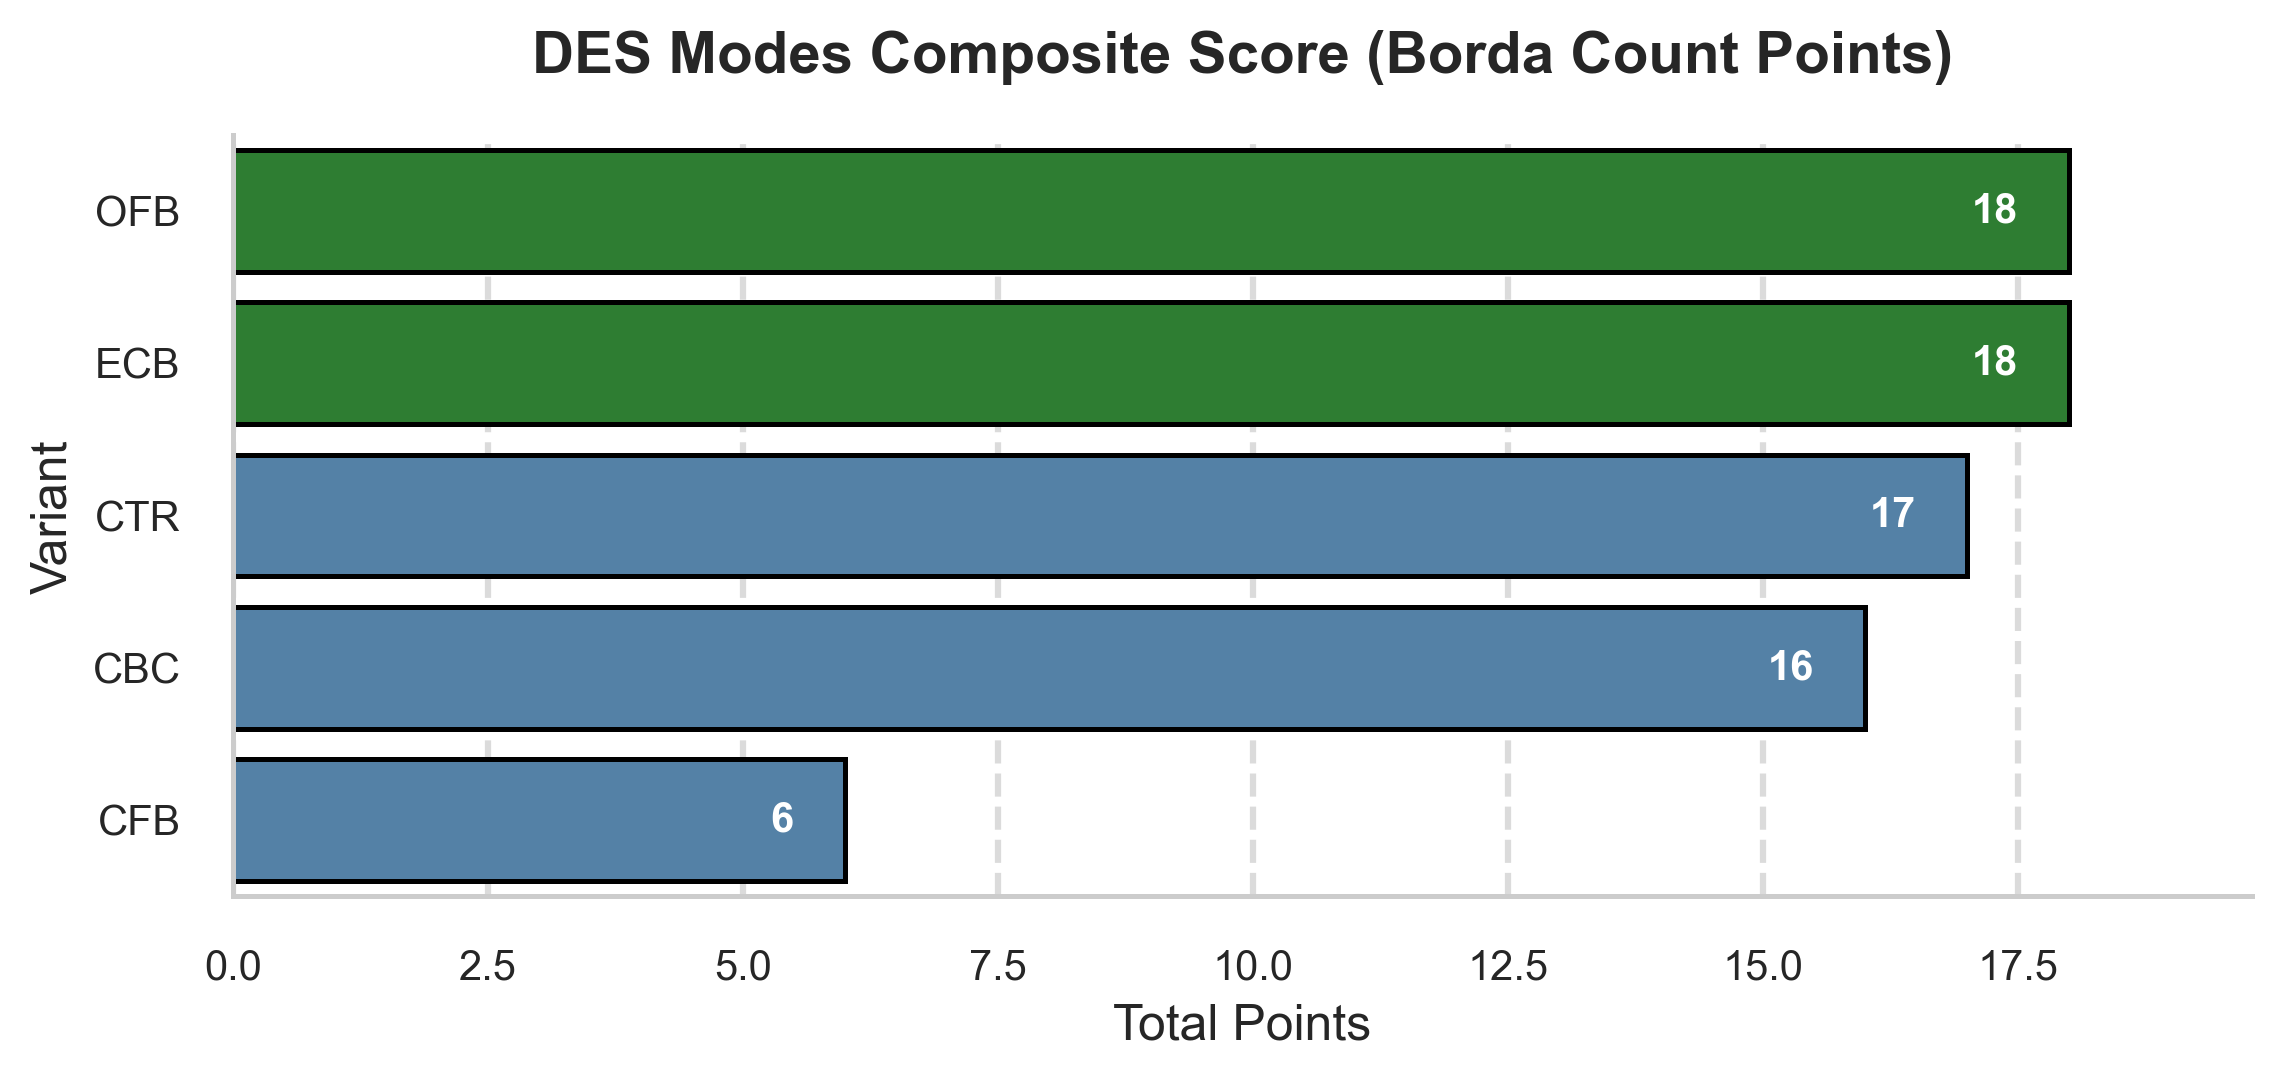 DES Modes Composite Score (Borda Count Points)
OFB
18
ECB
18
CTR
17
CBC
16
CFB
6
Variant
0.0 2.5 5.0 7.5 10.0 12.5 15.0 17.5
Total Points